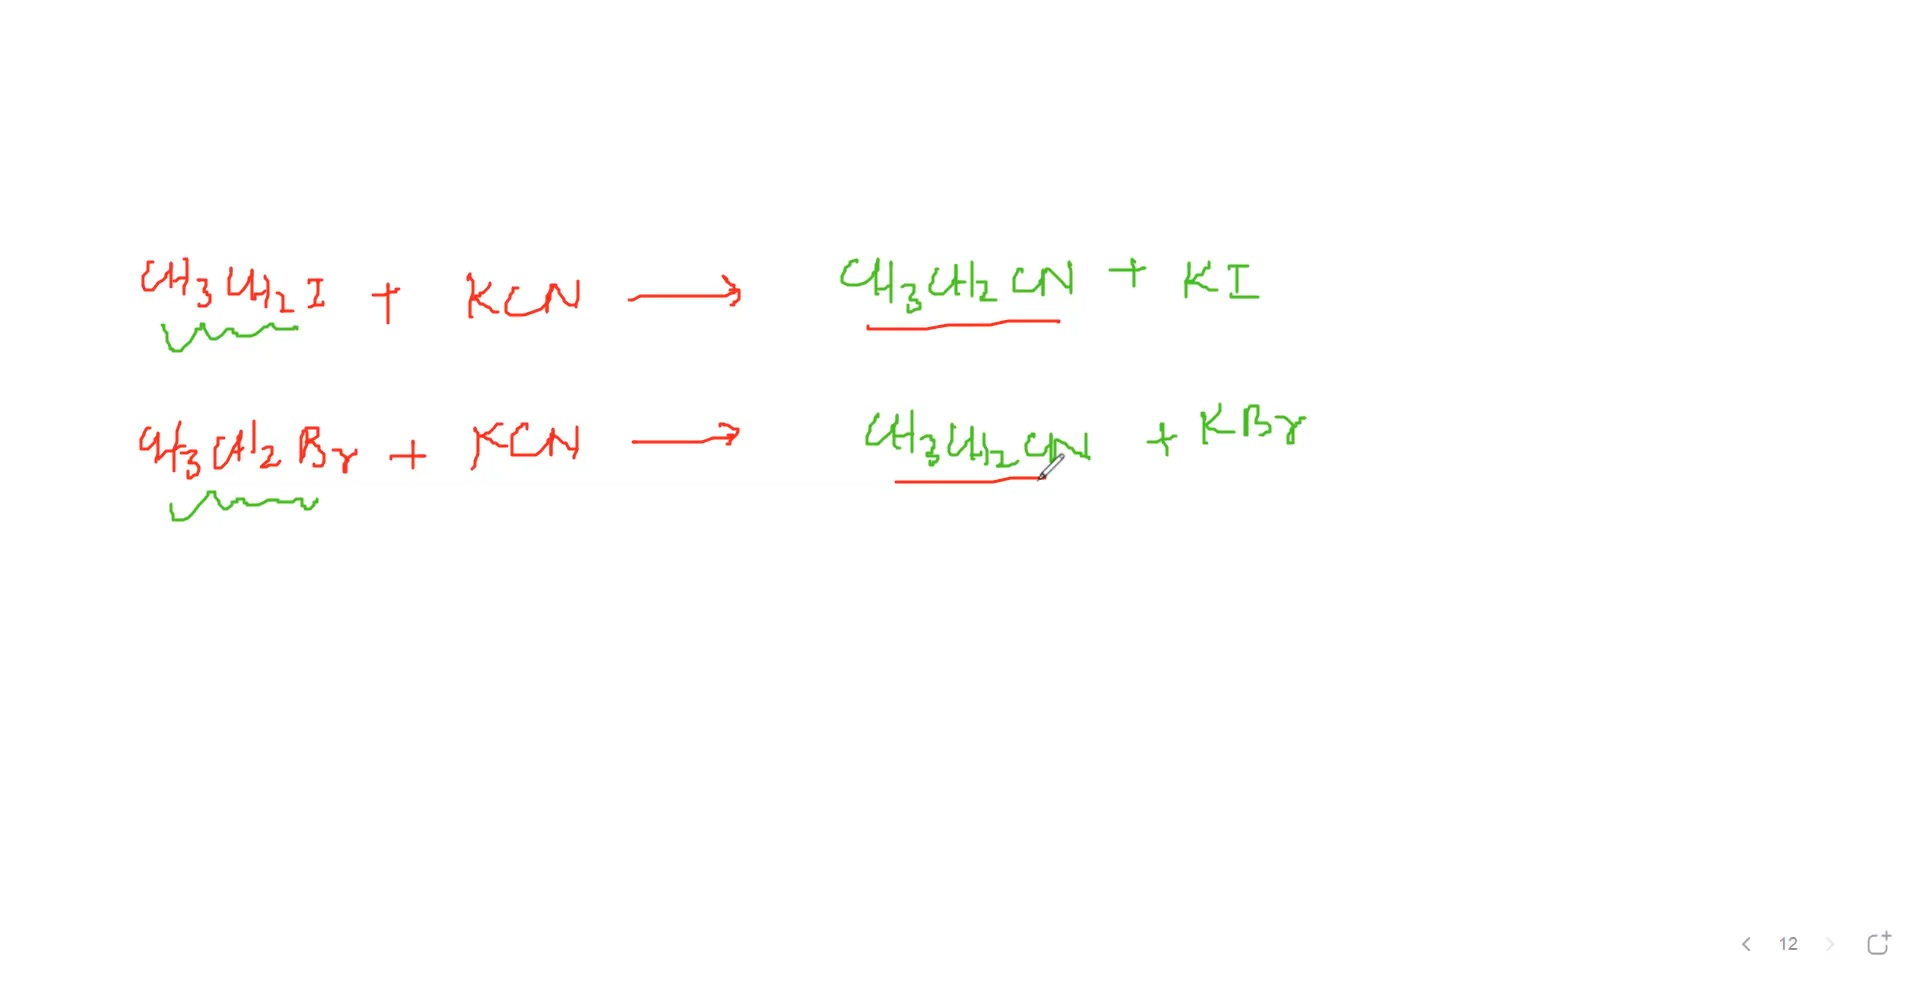 CH3CH2I + KCN → CH3CH2CN + KI
CH3CH2Br + KCN → CH3CH2CN + KBr
12